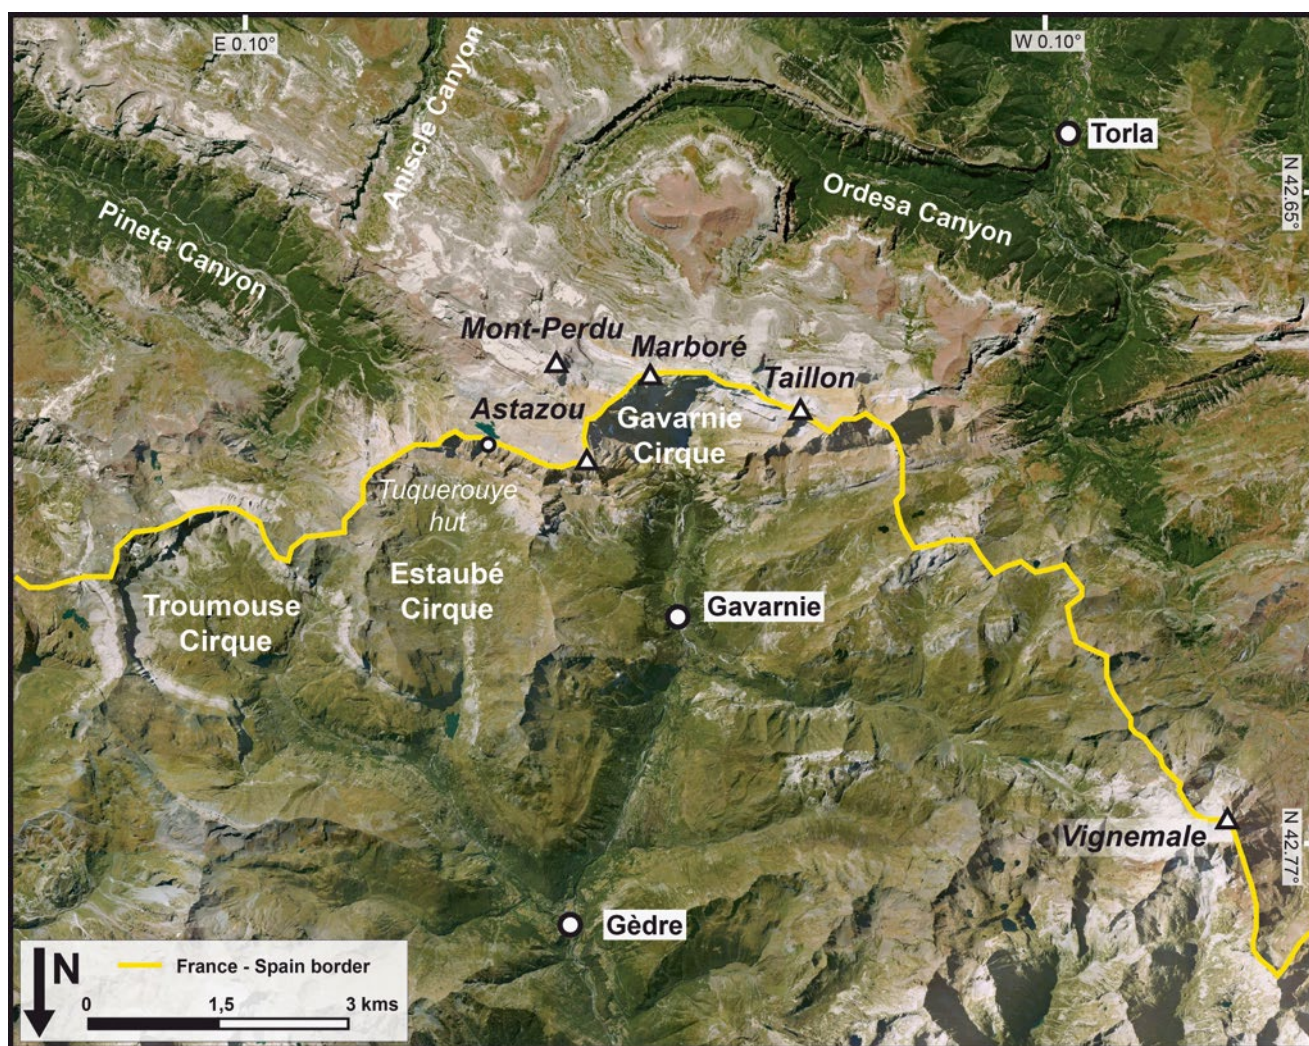 E 0.10°
W 0.10°
Aniscle Canyon
Torla
N 42.65°
Ordesa Canyon
Pineta Canyon
Mont-Perdu
Marboré
Taillon
Astazou
Gavarnie
Cirque
Tuquerouye
hut
Estaubé
Cirque
Troumouse
Cirque
Gavarnie
Vignemale
N 42.77°
Gèdre
N
France - Spain border
0
1,5
3 kms